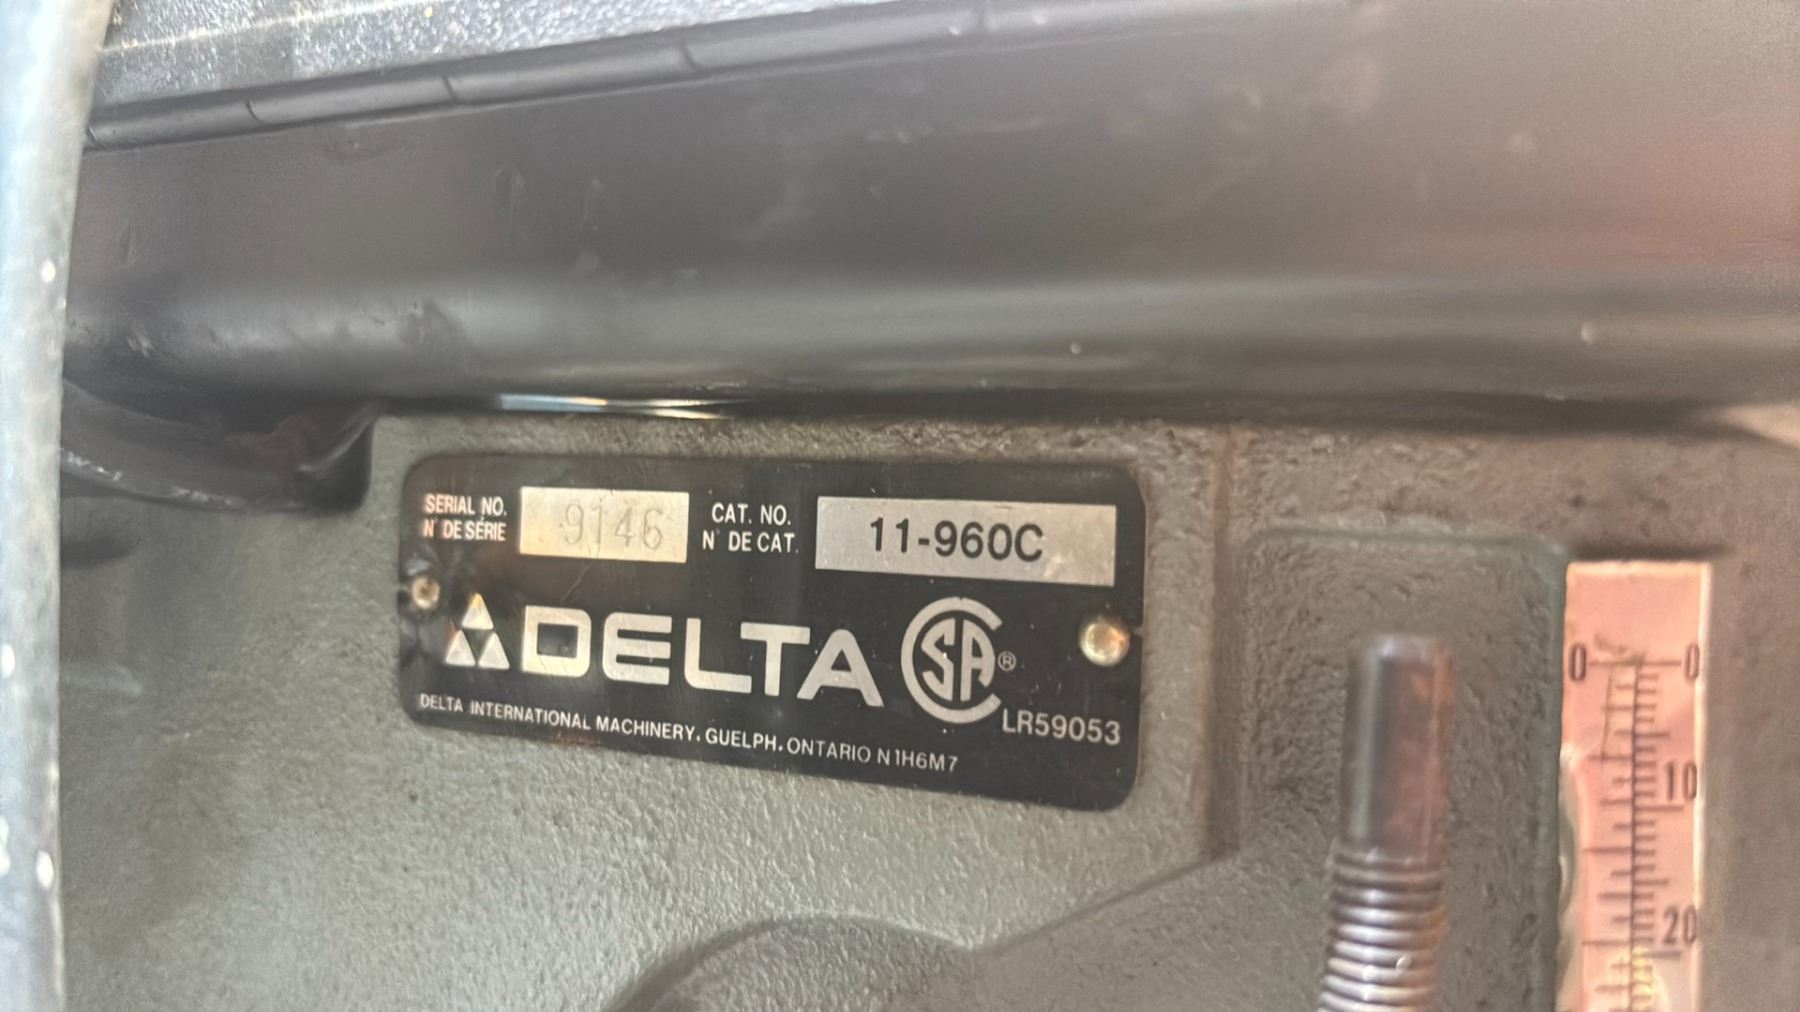 SERIAL NO.
N° DE SÉRIE
9146
CAT. NO.
N° DE CAT.
11-960C
DELTA
SA®
LR59053
DELTA INTERNATIONAL MACHINERY, GUELPH, ONTARIO N1H6M7
0 0
10
20